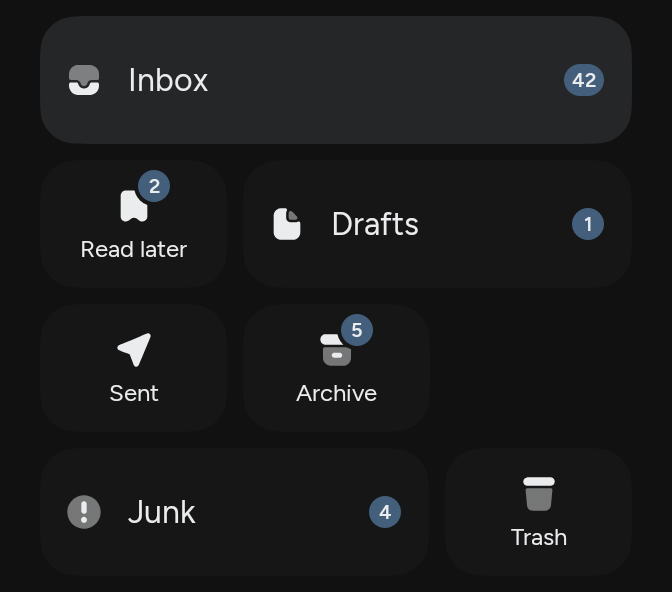 Inbox
42
2
Read later
Drafts
1
Sent
5
Archive
Junk
4
Trash